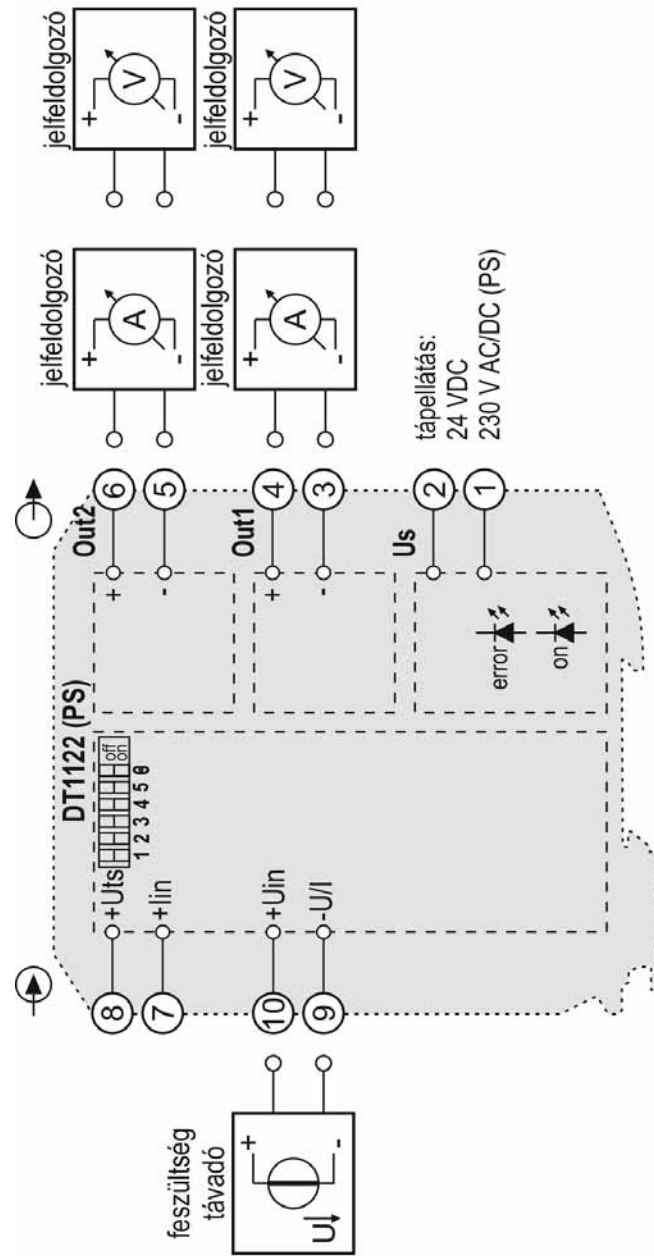 feszültség
távadó
+
-
U
8
+Uts
7
+Iin
10
+Uin
9
-U/I
DT1122 (PS)
off
on
1 2 3 4 5 6
error
on
Out2
+
6
-
5
Out1
+
4
-
3
Us
2
1
tápellátás:
24 VDC
230 V AC/DC (PS)
jelfeldolgozó
+
A
-
jelfeldolgozó
+
A
-
jelfeldolgozó
+
V
-
jelfeldolgozó
+
V
-